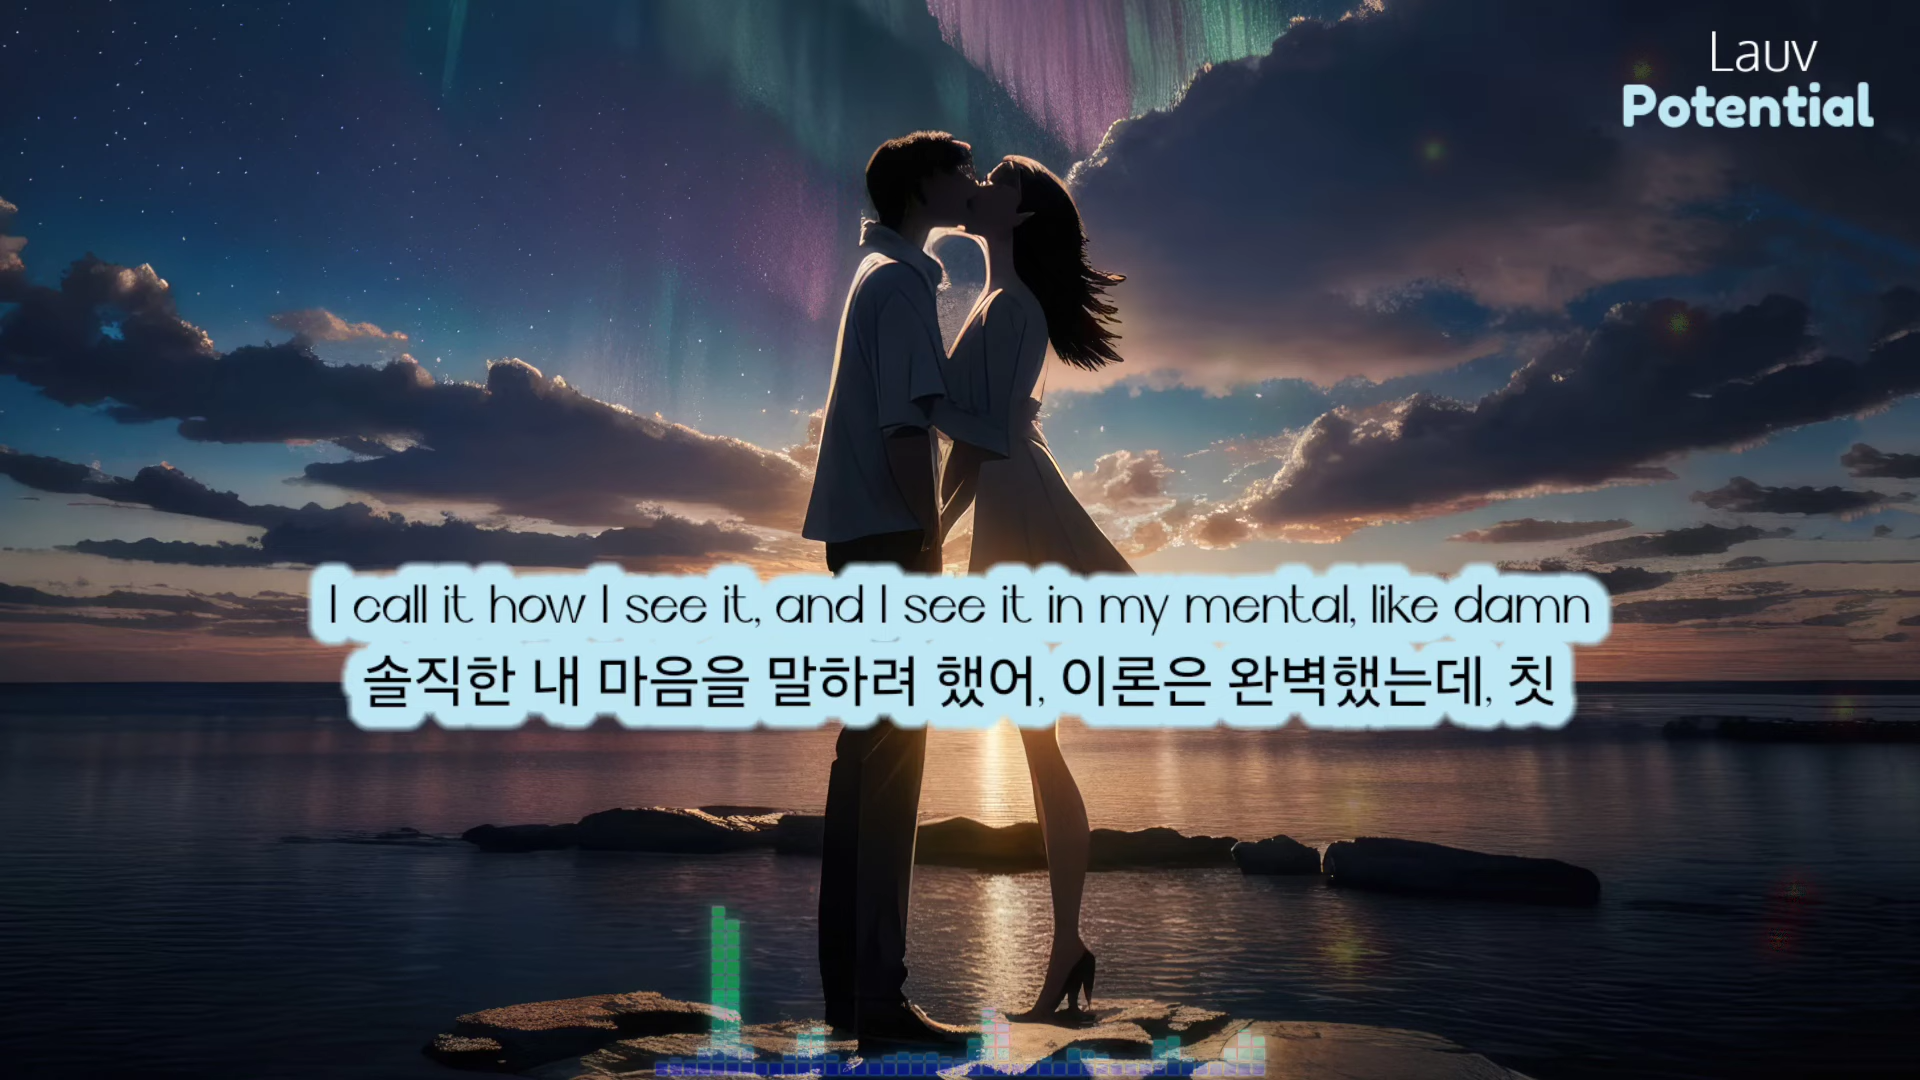 Lauv
Potential
I call it how I see it, and I see it in my mental, like damn
솔직한 내 마음을 말하려 했어, 이론은 완벽했는데, 칫